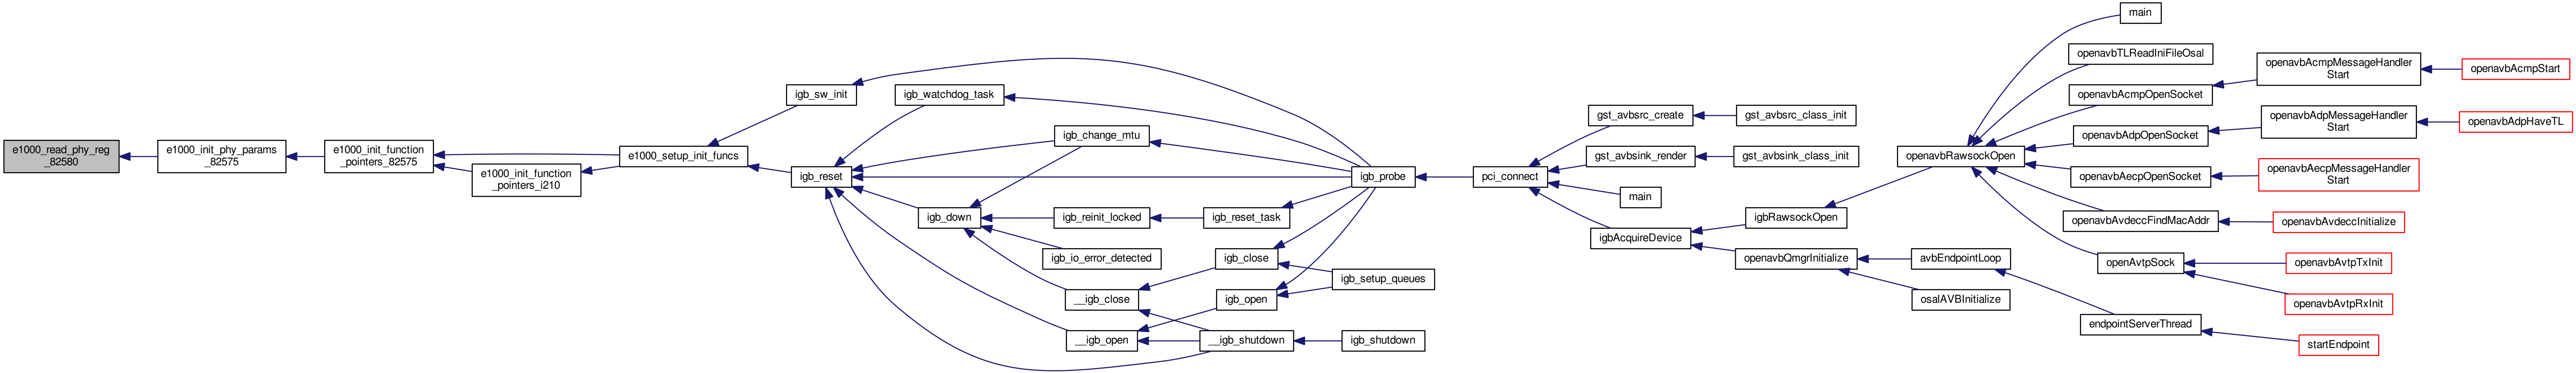 e1000_read_phy_reg
_82580
e1000_init_phy_params
_82575
e1000_init_function
_pointers_82575
e1000_init_function
_pointers_i210
e1000_setup_init_funcs
igb_sw_init
igb_reset
igb_watchdog_task
igb_change_mtu
igb_down
igb_reinit_locked
igb_reset_task
igb_io_error_detected
igb_close
__igb_close
igb_open
__igb_open
__igb_shutdown
igb_shutdown
igb_setup_queues
igb_probe
pci_connect
gst_avbsrc_create
gst_avbsrc_class_init
gst_avbsink_render
gst_avbsink_class_init
main
igbAcquireDevice
igbRawsockOpen
openavbQmgrInitialize
avbEndpointLoop
osalAVBInitialize
openavbRawsockOpen
main
openavbTLReadIniFileOsal
openavbAcmpOpenSocket
openavbAcmpMessageHandler
Start
openavbAcmpStart
openavbAdpOpenSocket
openavbAdpMessageHandler
Start
openavbAdpHaveTL
openavbAecpOpenSocket
openavbAecpMessageHandler
Start
openavbAvdeccFindMacAddr
openavbAvdeccInitialize
openAvtpSock
openavbAvtpTxInit
openavbAvtpRxInit
endpointServerThread
startEndpoint